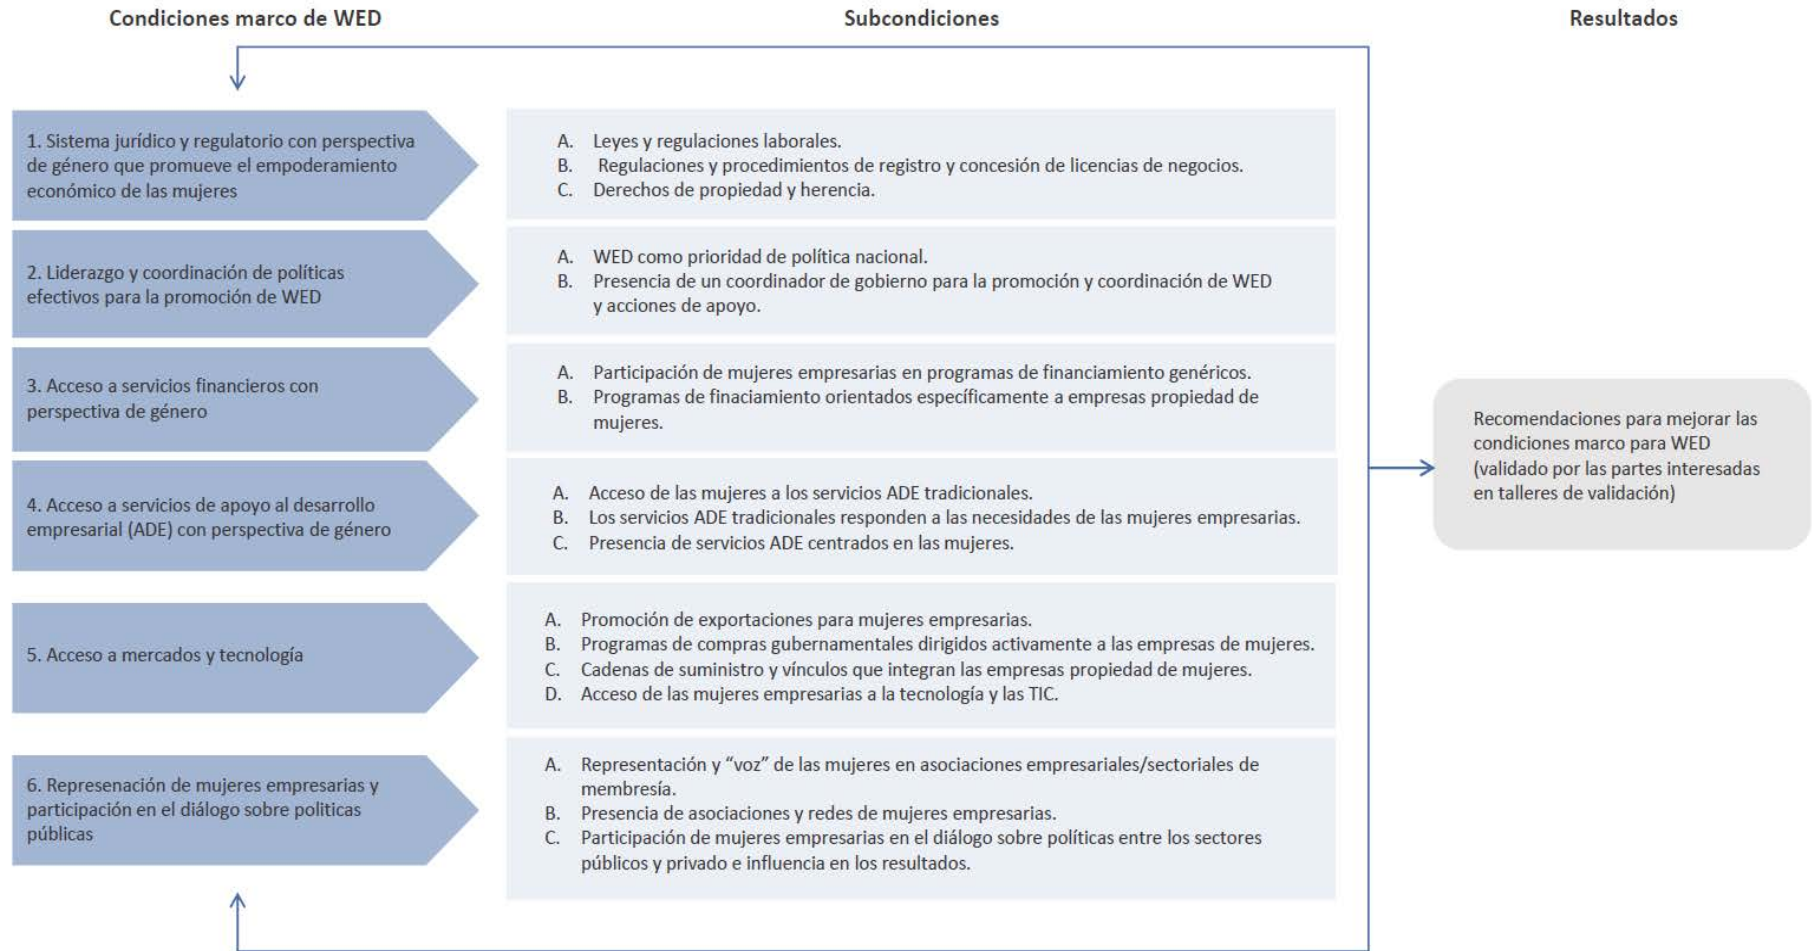 Condiciones marco de WED
Subcondiciones
Resultados
1. Sistema jurídico y regulatorio con perspectiva
de género que promueve el empoderamiento
económico de las mujeres
A. Leyes y regulaciones laborales.
B. Regulaciones y procedimientos de registro y concesión de licencias de negocios.
C. Derechos de propiedad y herencia.
2. Liderazgo y coordinación de políticas
efectivos para la promoción de WED
A. WED como prioridad de política nacional.
B. Presencia de un coordinador de gobierno para la promoción y coordinación de WED
y acciones de apoyo.
3. Acceso a servicios financieros con
perspectiva de género
A. Participación de mujeres empresarias en programas de financiamiento genéricos.
B. Programas de finaciamiento orientados específicamente a empresas propiedad de
mujeres.
4. Acceso a servicios de apoyo al desarrollo
empresarial (ADE) con perspectiva de género
A. Acceso de las mujeres a los servicios ADE tradicionales.
B. Los servicios ADE tradicionales responden a las necesidades de las mujeres empresarias.
C. Presencia de servicios ADE centrados en las mujeres.
5. Acceso a mercados y tecnología
A. Promoción de exportaciones para mujeres empresarias.
B. Programas de compras gubernamentales dirigidos activamente a las empresas de mujeres.
C. Cadenas de suministro y vínculos que integran las empresas propiedad de mujeres.
D. Acceso de las mujeres empresarias a la tecnología y las TIC.
6. Represenación de mujeres empresarias y
participación en el diálogo sobre politicas
públicas
A. Representación y “voz” de las mujeres en asociaciones empresariales/sectoriales de
membresía.
B. Presencia de asociaciones y redes de mujeres empresarias.
C. Participación de mujeres empresarias en el diálogo sobre políticas entre los sectores
públicos y privado e influencia en los resultados.
Recomendaciones para mejorar las
condiciones marco para WED
(validado por las partes interesadas
en talleres de validación)